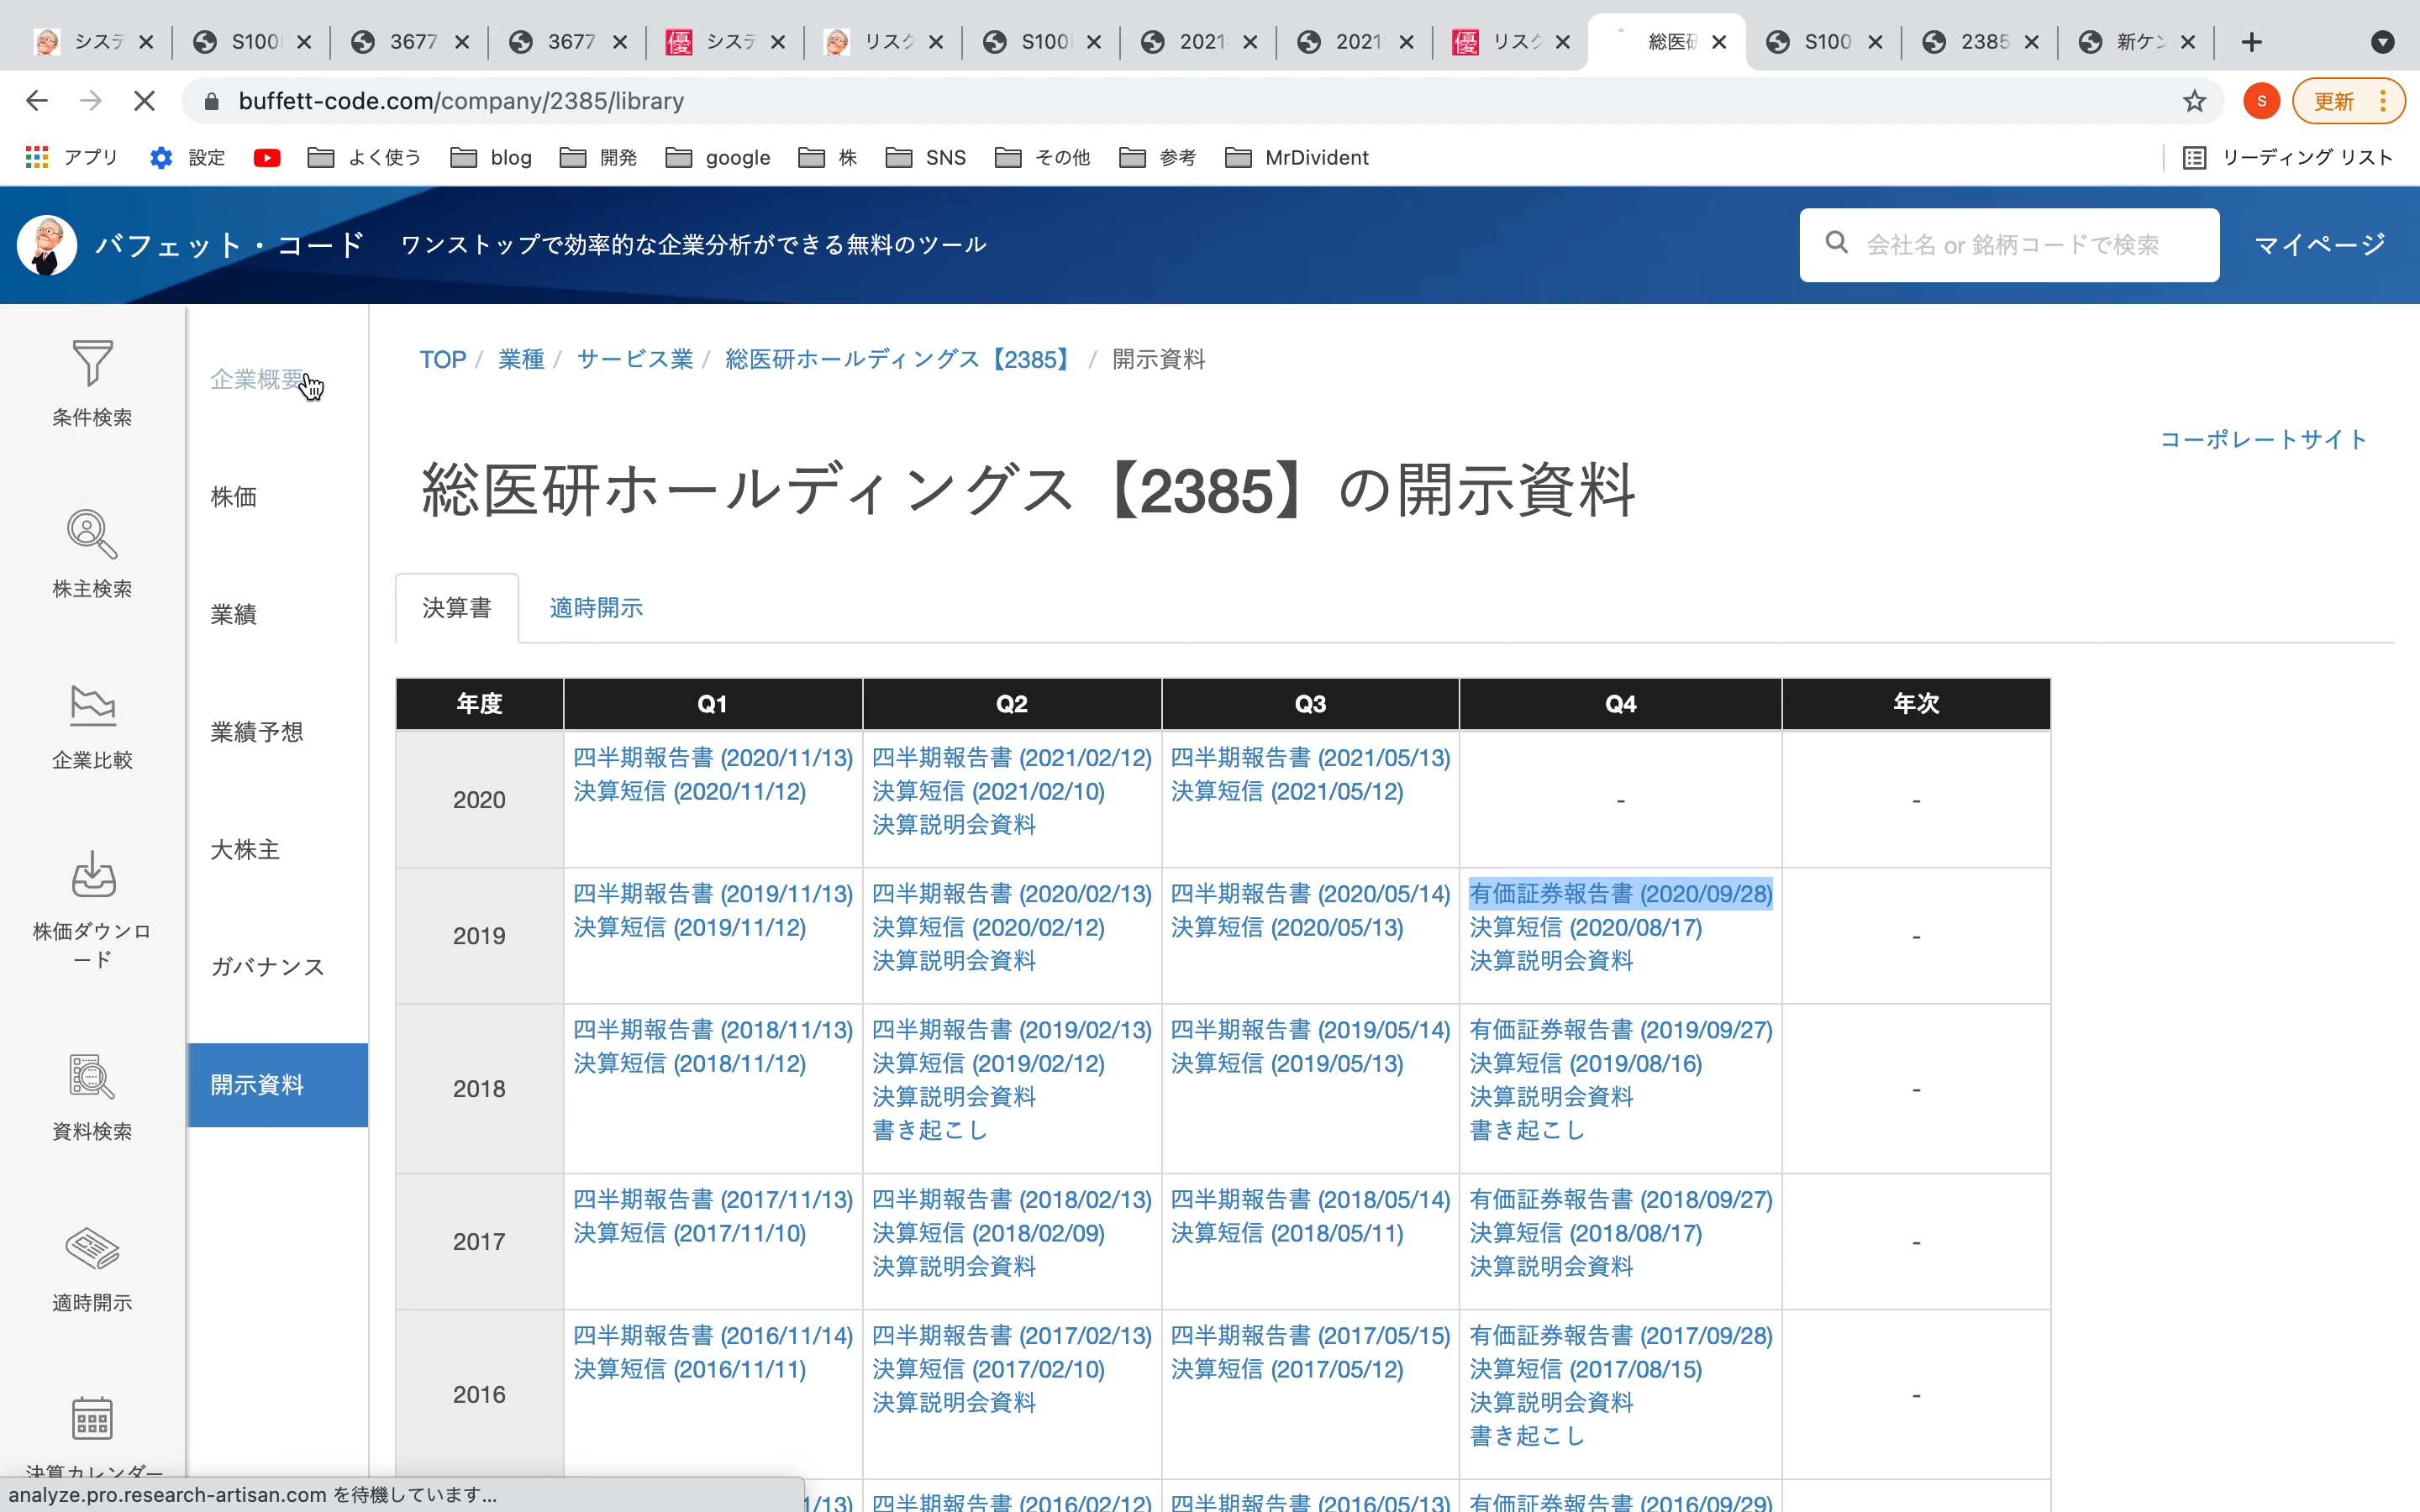 システ
S100
3677
3677
優 システ
リスク
S100
2021
2021
優 リスク
総医研
S100
2385
新ケン
buffett-code.com/company/2385/library
s
更新
アプリ 設定 よく使う blog 開発 google 株 SNS その他 参考 MrDivident リーディング リスト
バフェット・コード ワンストップで効率的な企業分析ができる無料のツール 会社名 or 銘柄コードで検索 マイページ
条件検索
株主検索
企業比較
株価ダウンロ
ード
資料検索
適時開示
決算カレンダー
企業概要
株価
業績
業績予想
大株主
ガバナンス
開示資料
TOP / 業種 / サービス業 / 総医研ホールディングス【2385】 / 開示資料
コーポレートサイト
総医研ホールディングス【2385】の開示資料
決算書 適時開示
年度 Q1 Q2 Q3 Q4 年次
四半期報告書 (2020/11/13) 四半期報告書 (2021/02/12) 四半期報告書 (2021/05/13)
決算短信 (2020/11/12) 決算短信 (2021/02/10) 決算短信 (2021/05/12)
2020 - -
決算説明会資料
四半期報告書 (2019/11/13) 四半期報告書 (2020/02/13) 四半期報告書 (2020/05/14) 有価証券報告書 (2020/09/28)
決算短信 (2019/11/12) 決算短信 (2020/02/12) 決算短信 (2020/05/13) 決算短信 (2020/08/17)
2019 -
決算説明会資料 決算説明会資料
四半期報告書 (2018/11/13) 四半期報告書 (2019/02/13) 四半期報告書 (2019/05/14) 有価証券報告書 (2019/09/27)
決算短信 (2018/11/12) 決算短信 (2019/02/12) 決算短信 (2019/05/13) 決算短信 (2019/08/16)
2018 -
決算説明会資料 決算説明会資料
書き起こし 書き起こし
四半期報告書 (2017/11/13) 四半期報告書 (2018/02/13) 四半期報告書 (2018/05/14) 有価証券報告書 (2018/09/27)
決算短信 (2017/11/10) 決算短信 (2018/02/09) 決算短信 (2018/05/11) 決算短信 (2018/08/17)
2017 -
決算説明会資料 決算説明会資料
四半期報告書 (2016/11/14) 四半期報告書 (2017/02/13) 四半期報告書 (2017/05/15) 有価証券報告書 (2017/09/28)
決算短信 (2016/11/11) 決算短信 (2017/02/10) 決算短信 (2017/05/12) 決算短信 (2017/08/15)
2016 -
決算説明会資料 決算説明会資料
書き起こし
1/13) 四半期報告書 (2016/02/12) 四半期報告書 (2016/05/13) 有価証券報告書 (2016/09/29)
analyze.pro.research-artisan.com を待機しています...